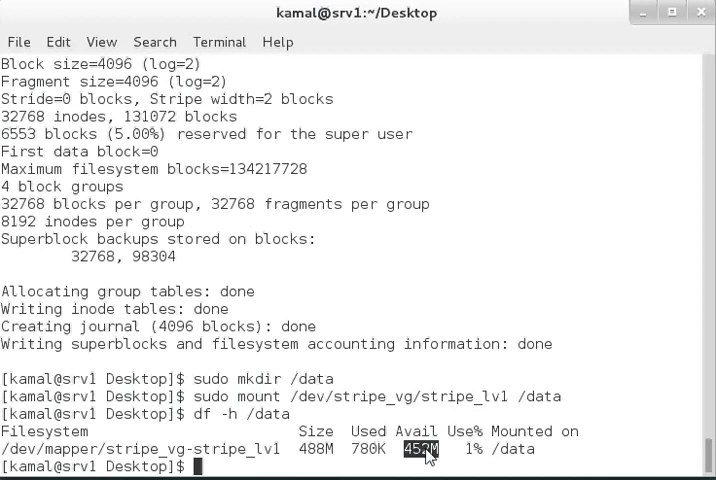 kamal@srv1:~/Desktop
File Edit View Search Terminal Help
Block size=4096 (log=2)
Fragment size=4096 (log=2)
Stride=0 blocks, Stripe width=2 blocks
32768 inodes, 131072 blocks
6553 blocks (5.00%) reserved for the super user
First data block=0
Maximum filesystem blocks=134217728
4 block groups
32768 blocks per group, 32768 fragments per group
8192 inodes per group
Superblock backups stored on blocks:
32768, 98304
Allocating group tables: done
Writing inode tables: done
Creating journal (4096 blocks): done
Writing superblocks and filesystem accounting information: done
[kamal@srv1 Desktop]$ sudo mkdir /data
[kamal@srv1 Desktop]$ sudo mount /dev/stripe_vg/stripe_lv1 /data
[kamal@srv1 Desktop]$ df -h /data
Filesystem Size Used Avail Use% Mounted on
/dev/mapper/stripe_vg-stripe_lv1 488M 780K 452M 1% /data
[kamal@srv1 Desktop]$